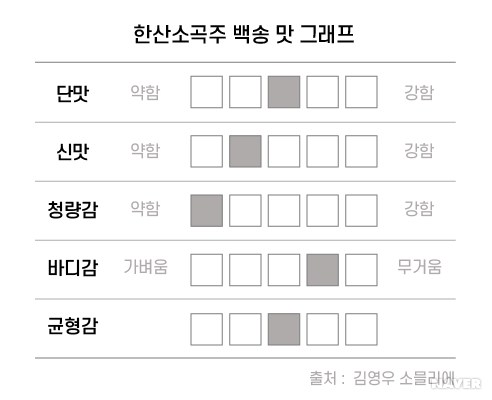 한산소곡주 백송 맛 그래프
단맛 약함 강함
신맛 약함 강함
청량감 약함 강함
바디감 가벼움 무거움
균형감
출처 : 김영우 소믈리에
NAVER